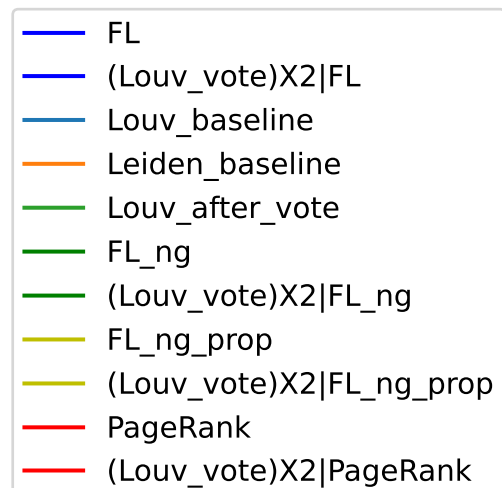 FL
(Louv_vote)X2|FL
Louv_baseline
Leiden_baseline
Louv_after_vote
FL_ng
(Louv_vote)X2|FL_ng
FL_ng_prop
(Louv_vote)X2|FL_ng_prop
PageRank
(Louv_vote)X2|PageRank